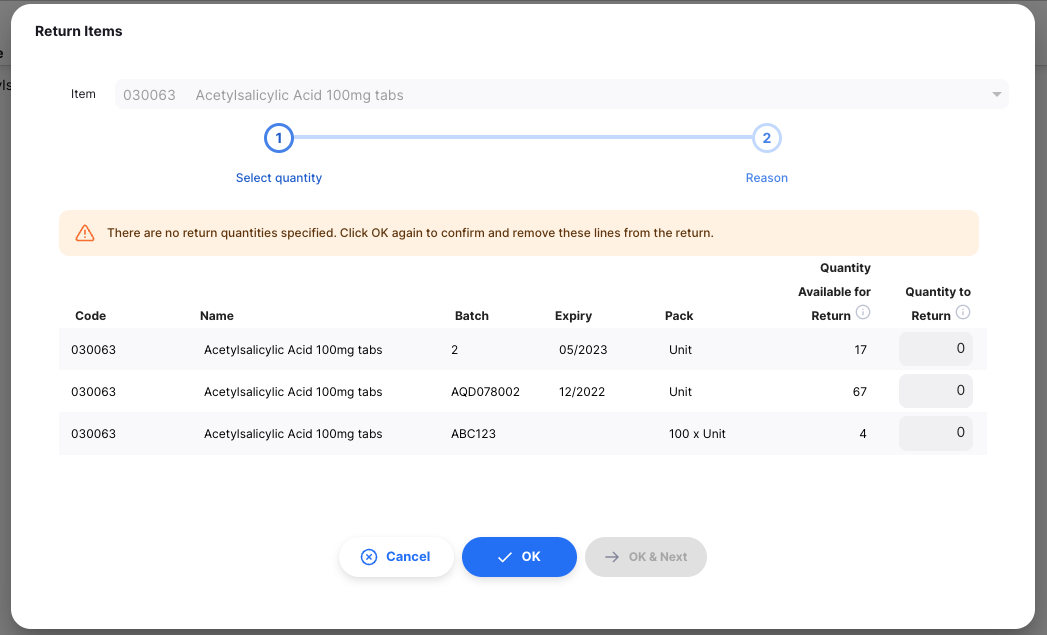 Return Items
Item 030063 Acetylsalicylic Acid 100mg tabs
1 2
Select quantity Reason
There are no return quantities specified. Click OK again to confirm and remove these lines from the return.
Code Name Batch Expiry Pack Quantity Available for Return Quantity to Return
030063 Acetylsalicylic Acid 100mg tabs 2 05/2023 Unit 17 0
030063 Acetylsalicylic Acid 100mg tabs AQD078002 12/2022 Unit 67 0
030063 Acetylsalicylic Acid 100mg tabs ABC123 100 x Unit 4 0
Cancel OK OK & Next